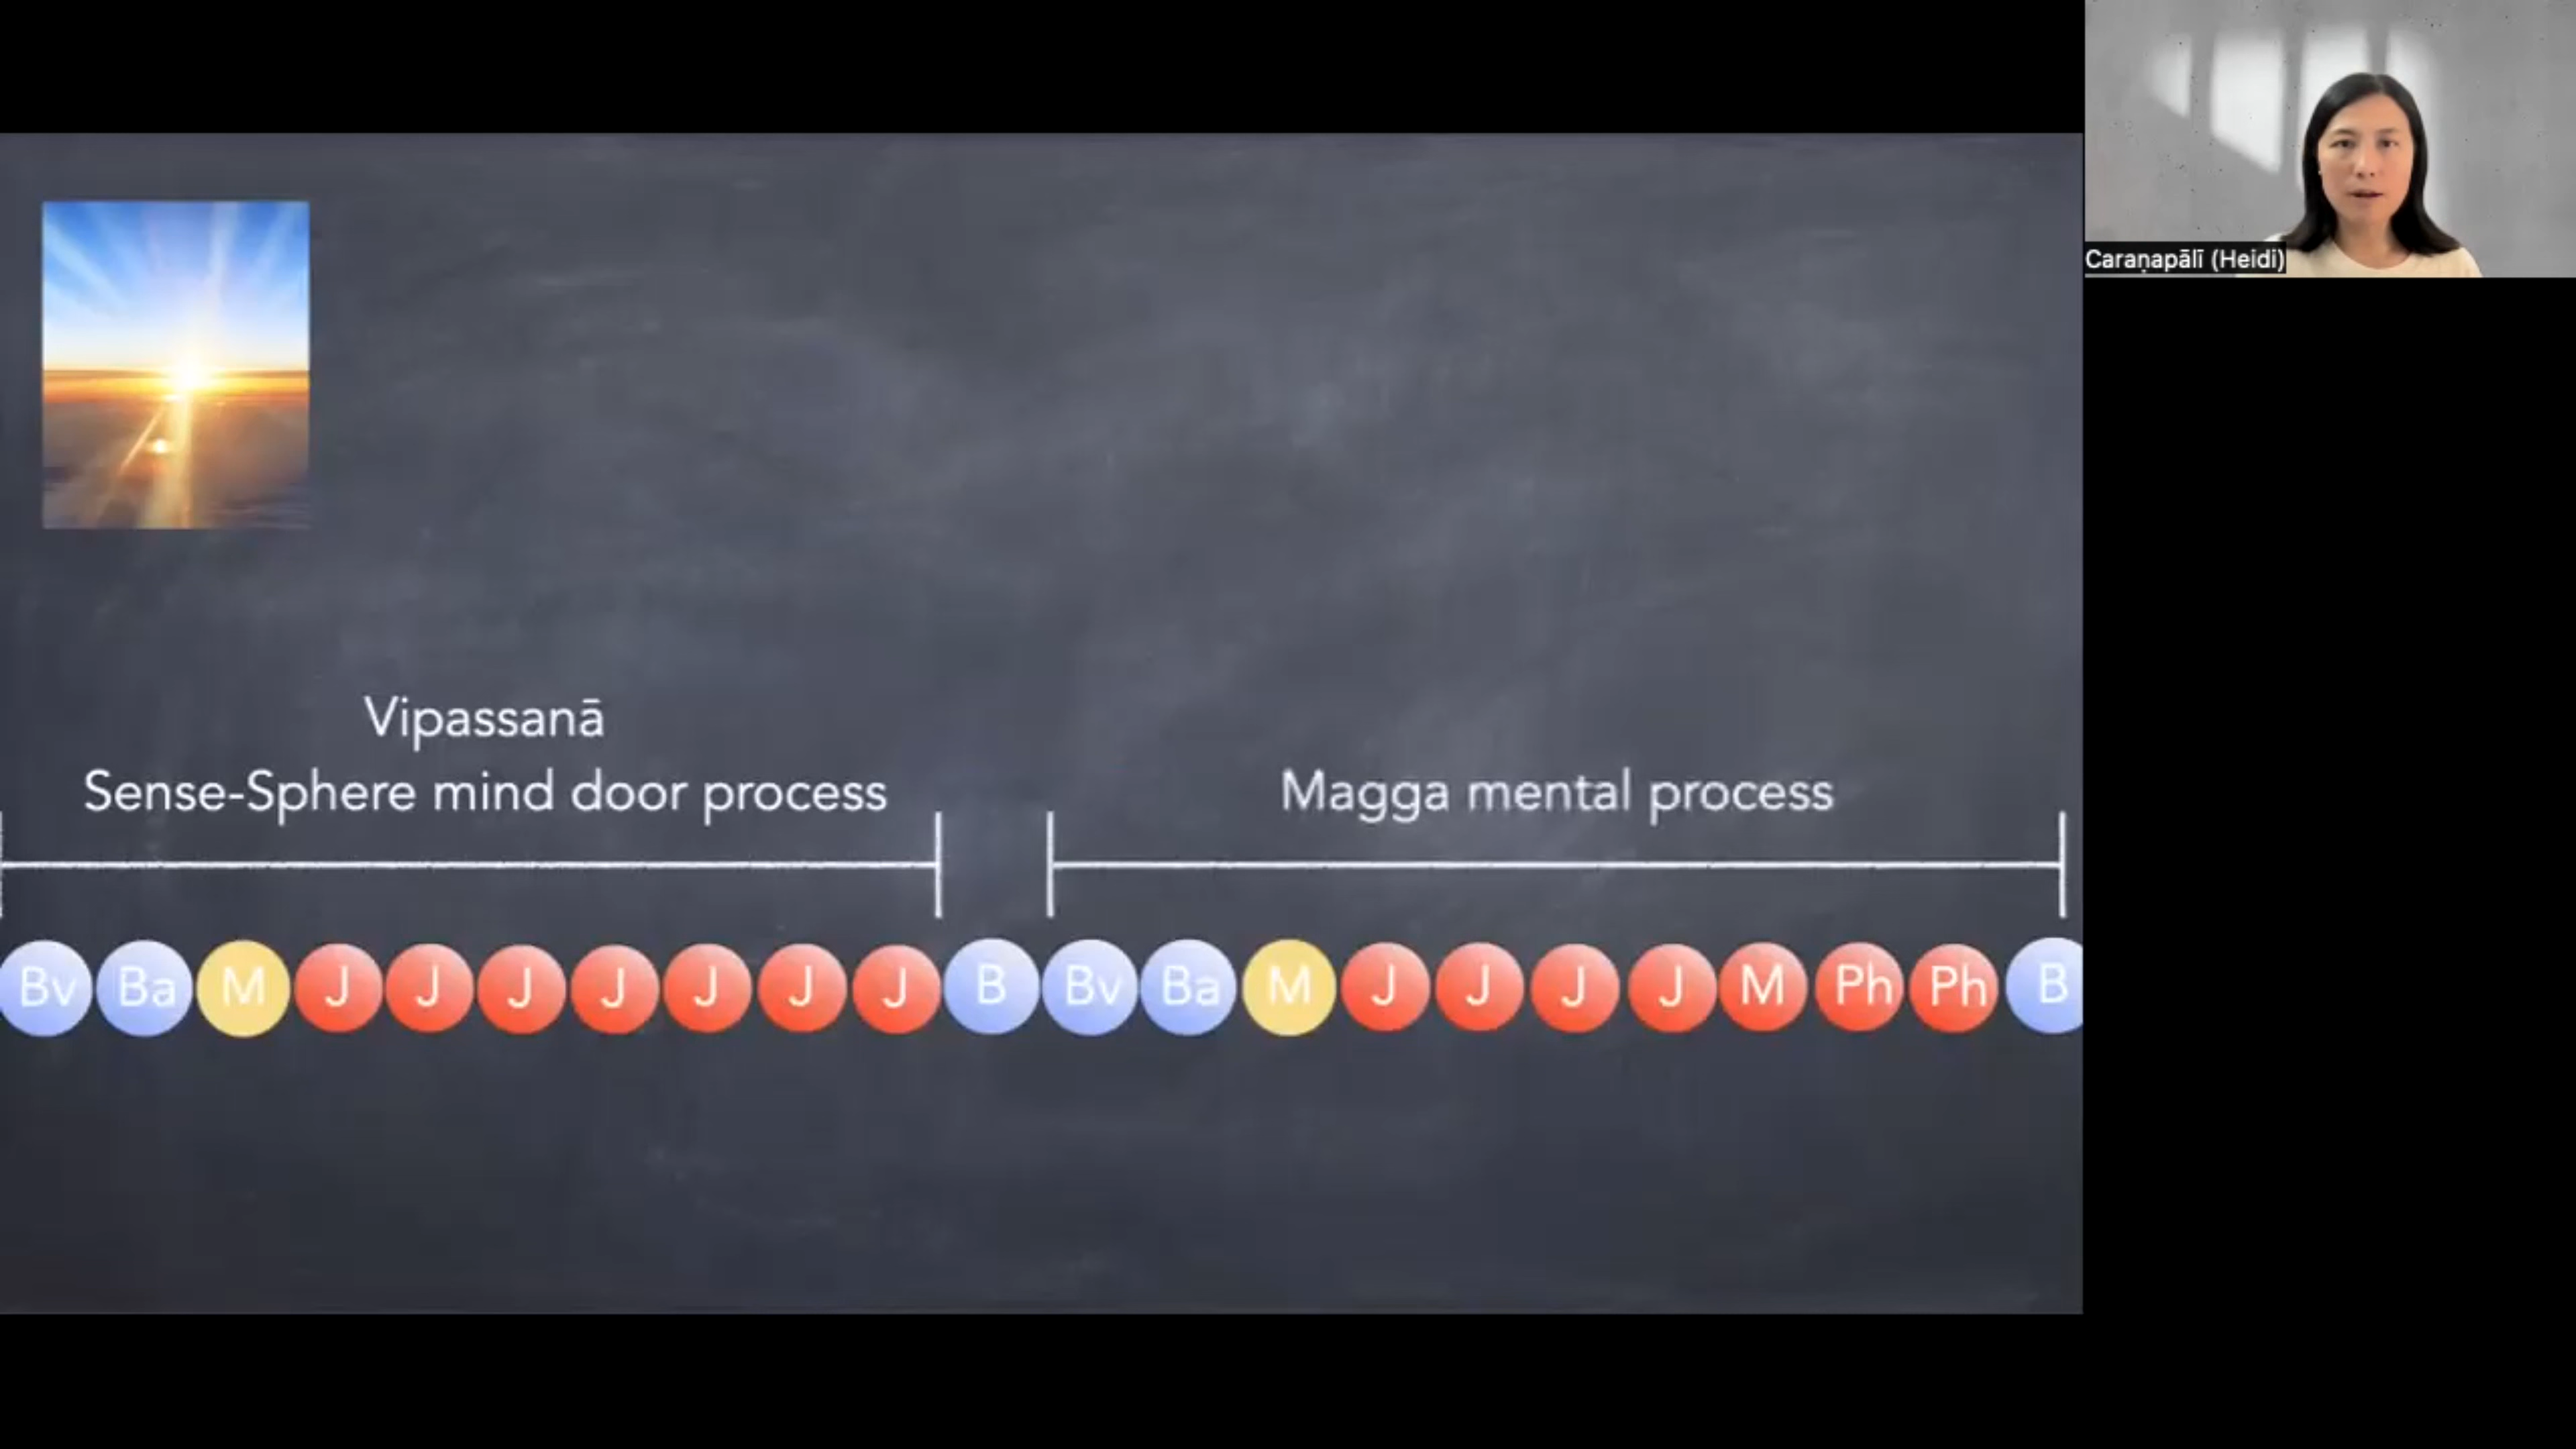 Caraṇapālī (Heidi)
Vipassanā
Sense-Sphere mind door process
Magga mental process
Bv Ba M J J J J J J J B Bv Ba M J J J J M Ph Ph B